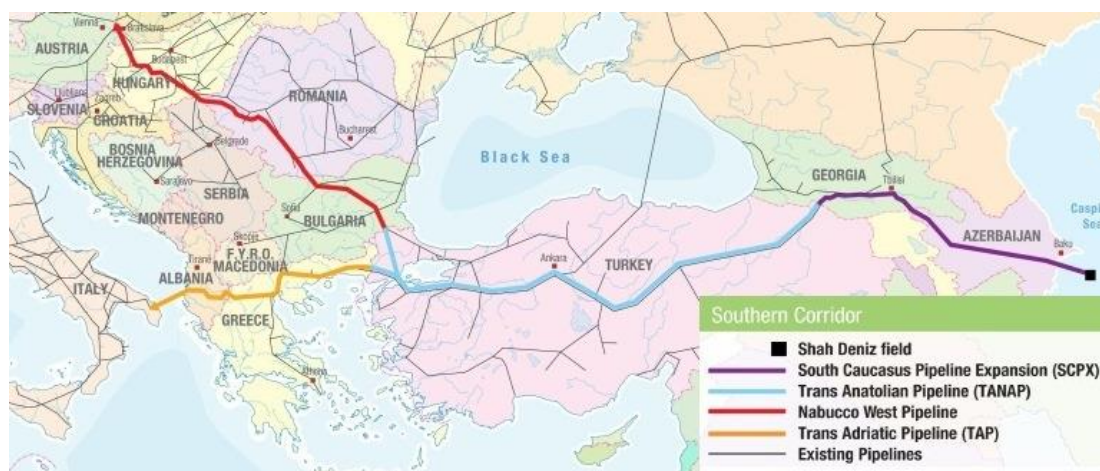 Vienna
Bratislava
AUSTRIA
Budapest
HUNGARY
Ljubljana
SLOVENIA
Zagreb
CROATIA
ROMANIA
Bucharest
BOSNIA
HERZEGOVINA
Belgrade
Sarajevo
SERBIA
MONTENEGRO
Sofia
BULGARIA
Skopje
F.Y.R.O.
MACEDONIA
Tirane
ALBANIA
ITALY
GREECE
Athens
Black Sea
Ankara
TURKEY
GEORGIA
Tbilisi
AZERBAIJAN
Baku
Caspian
Sea
Southern Corridor
Shah Deniz field
South Caucasus Pipeline Expansion (SCPX)
Trans Anatolian Pipeline (TANAP)
Nabucco West Pipeline
Trans Adriatic Pipeline (TAP)
Existing Pipelines